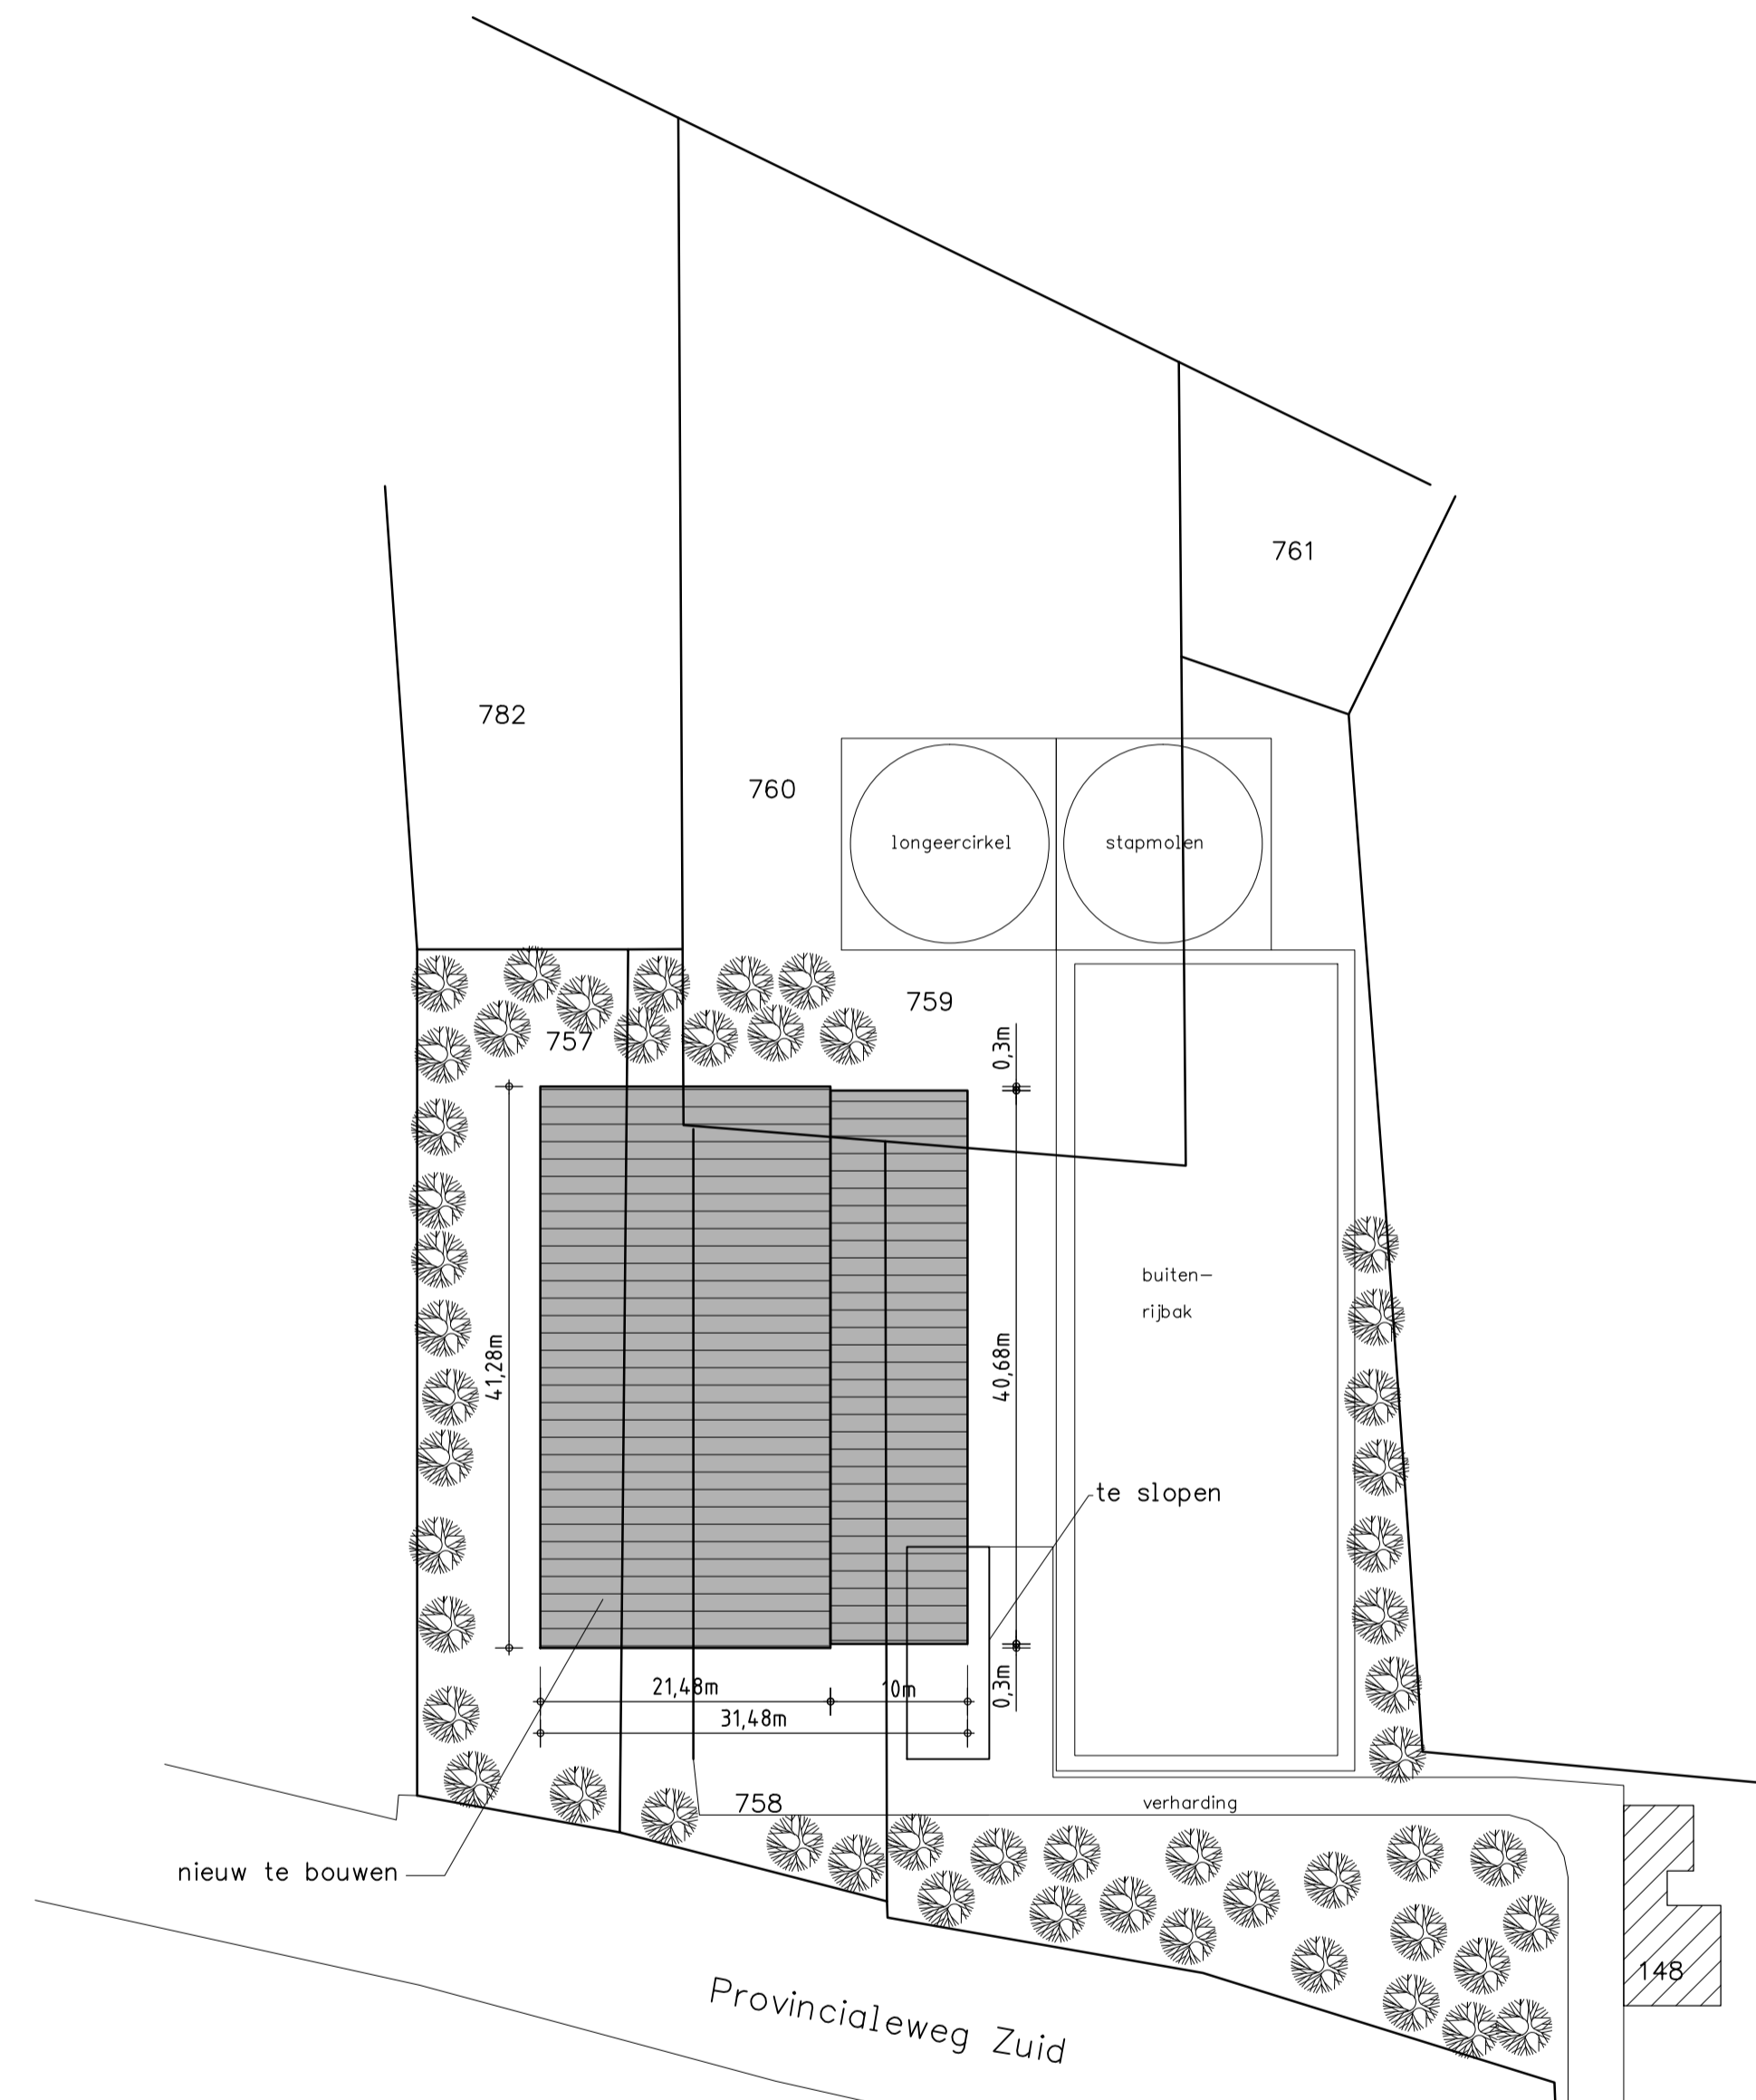 761
782
760
longeercirkel
stapmolen
759
757
0,3m
buiten-
rijbak
41,28m
40,68m
te slopen
21,48m
10m
0,3m
31,48m
758
verharding
nieuw te bouwen
148
Provincialeweg Zuid